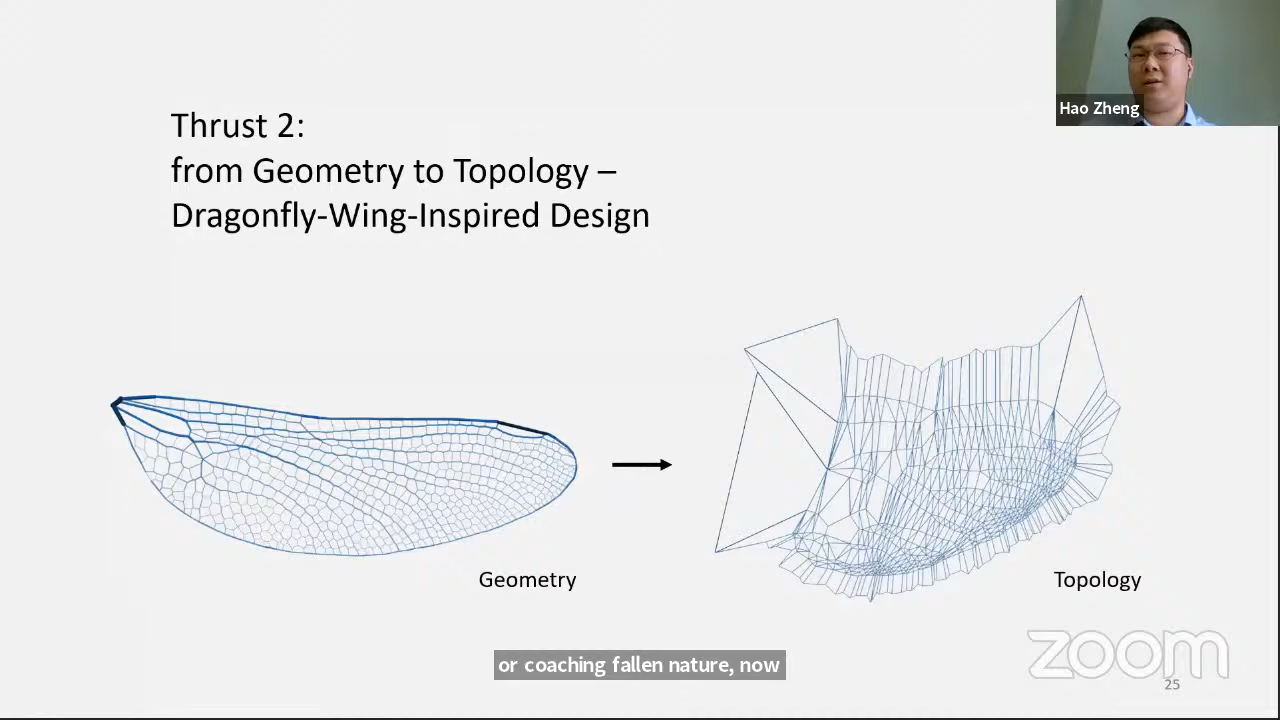 Hao Zheng
Thrust 2:
from Geometry to Topology –
Dragonfly-Wing-Inspired Design
Geometry
Topology
or coaching fallen nature, now
zoom
25